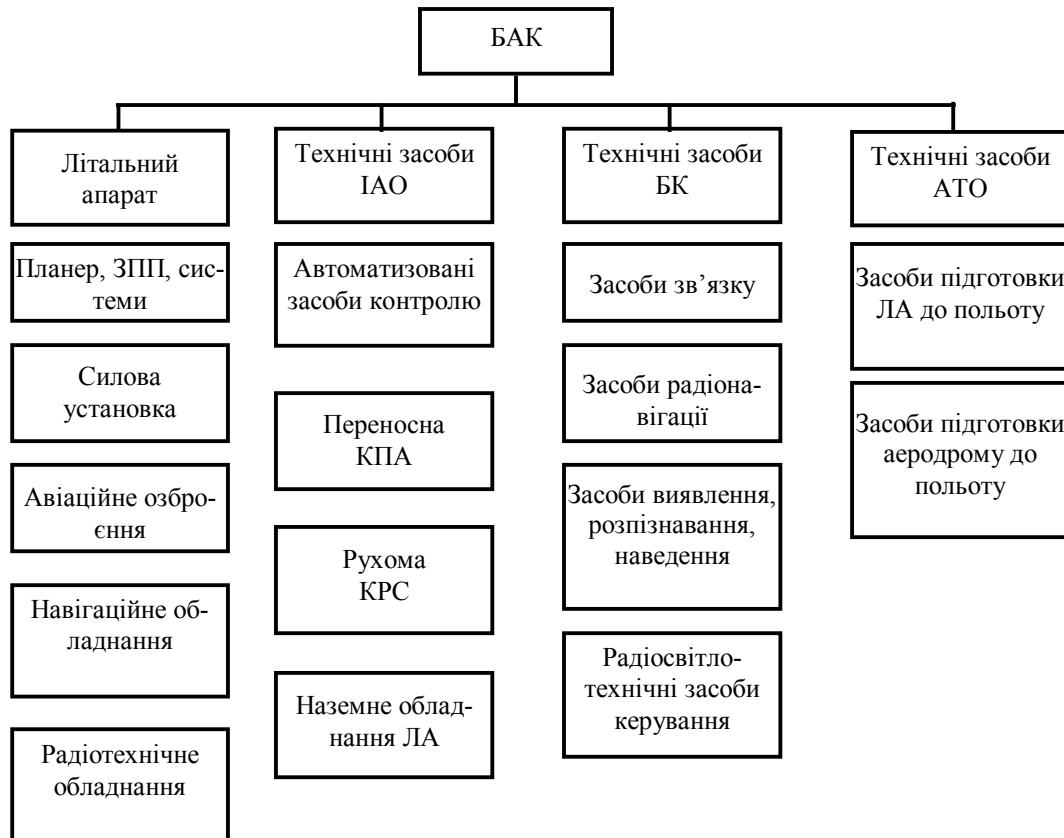 БАК
Літальний
апарат
Планер, ЗПП, сис-
теми
Силова
установка
Авіаційне озбро-
єння
Навігаційне об-
ладнання
Радіотехнічне
обладнання
Технічні засоби
ІАО
Автоматизовані
засоби контролю
Переносна
КПА
Рухома
КРС
Наземне облад-
нання ЛА
Технічні засоби
БК
Засоби зв’язку
Засоби радіона-
вігації
Засоби виявлення,
розпізнавання,
наведення
Радіосвітло-
технічні засоби
керування
Технічні засоби
АТО
Засоби підготовки
ЛА до польоту
Засоби підготовки
аеродрому до
польоту